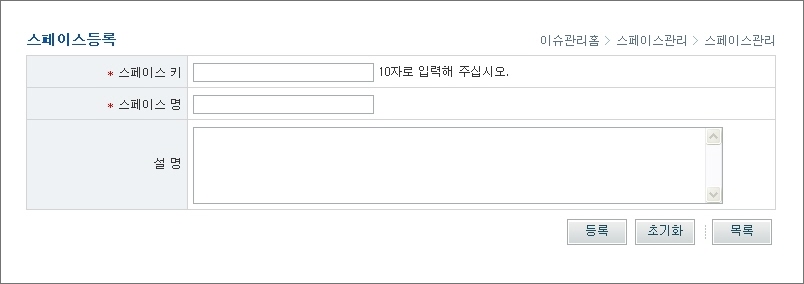 스페이스등록
이슈관리홈 > 스페이스관리 > 스페이스관리
* 스페이스 키 10자로 입력해 주십시오.
* 스페이스 명
설 명
등록 초기화 목록